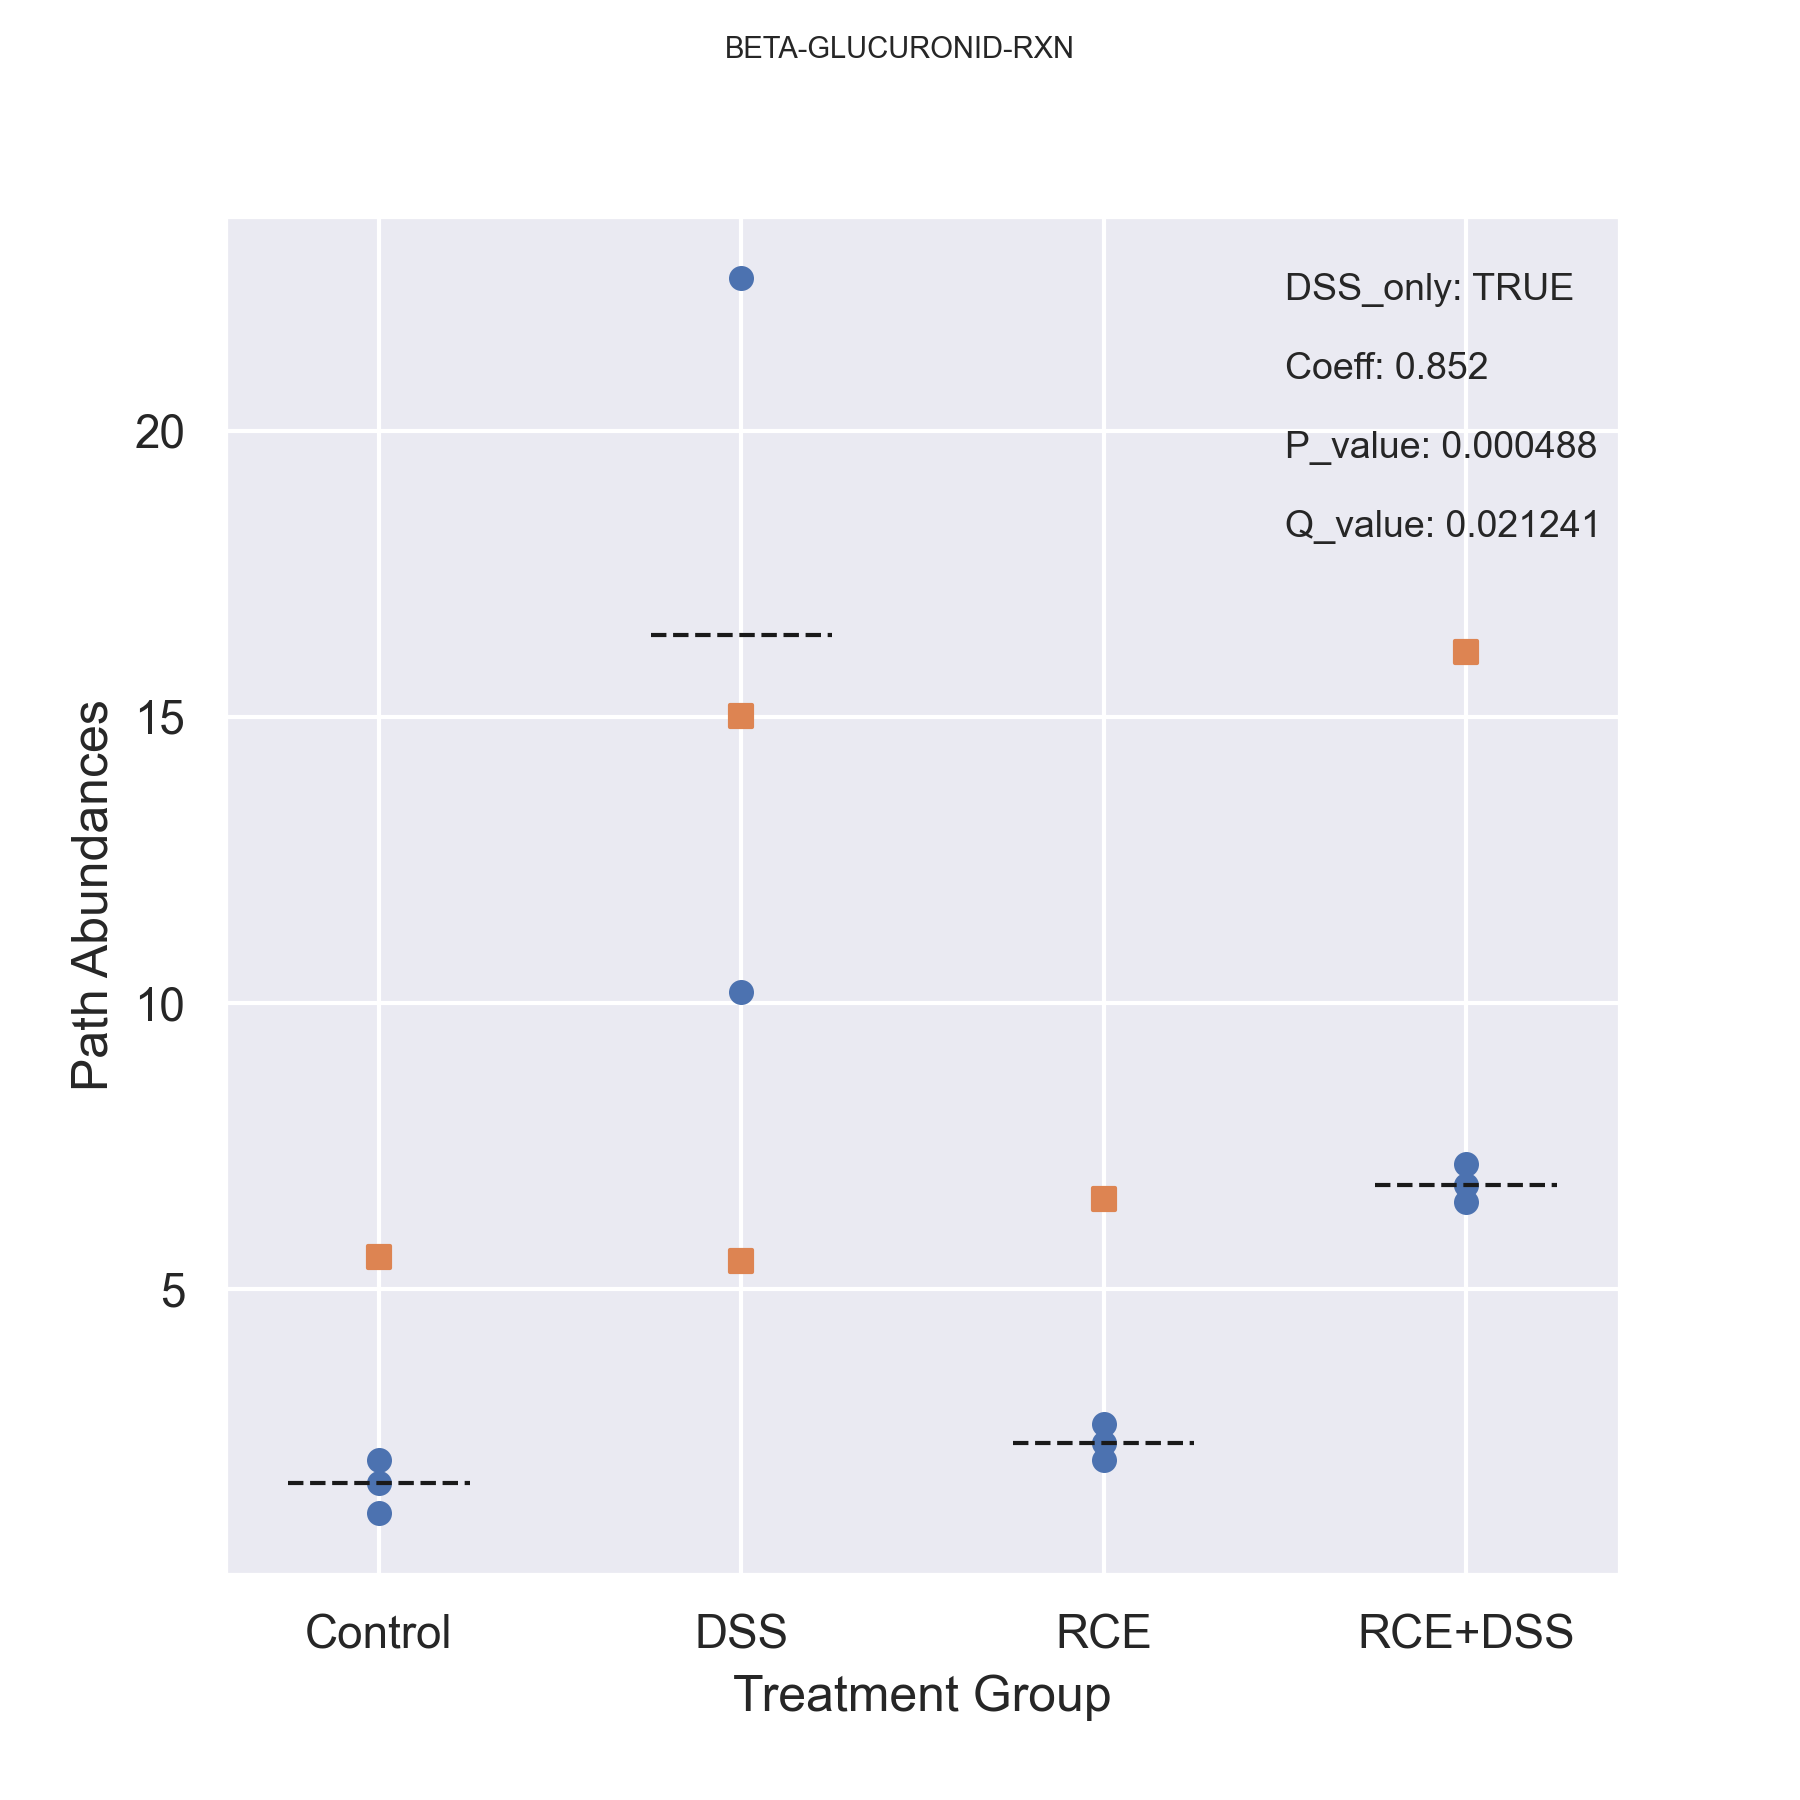 BETA-GLUCURONID-RXN
DSS_only: TRUE
Coeff: 0.852
P_value: 0.000488
Q_value: 0.021241
20
15
10
5
Path Abundances
Control
DSS
RCE
RCE+DSS
Treatment Group